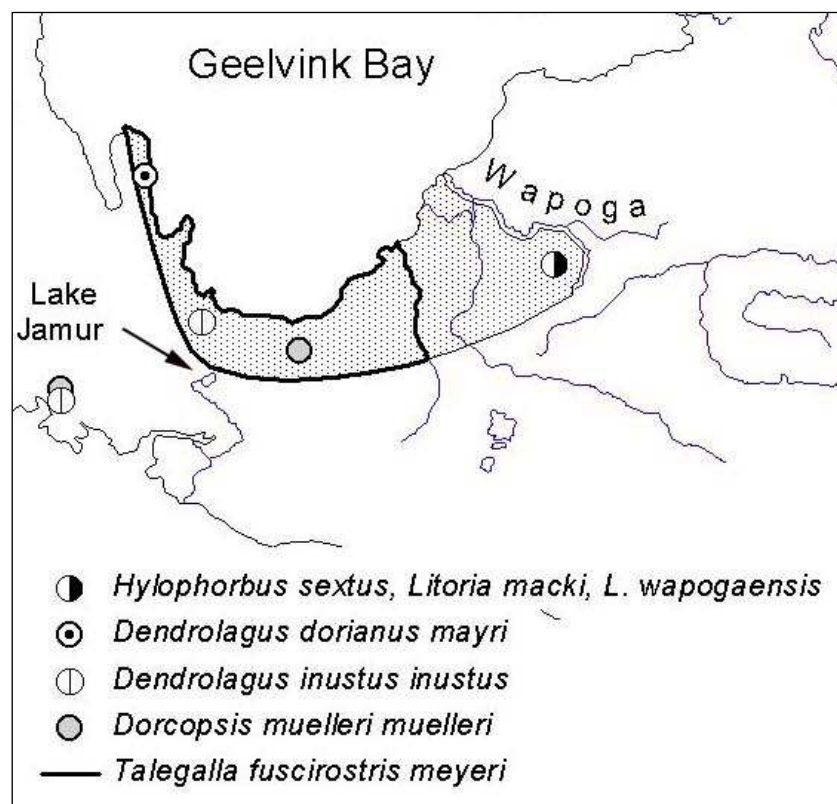 Geelvink Bay
Wapoga
Lake
Jamur
Hylophorbus sextus, Litoria macki, L. wapogaensis
Dendrolagus dorianus mayri
Dendrolagus inustus inustus
Dorcopsis muelleri muelleri
Talegalla fuscirostris meyeri